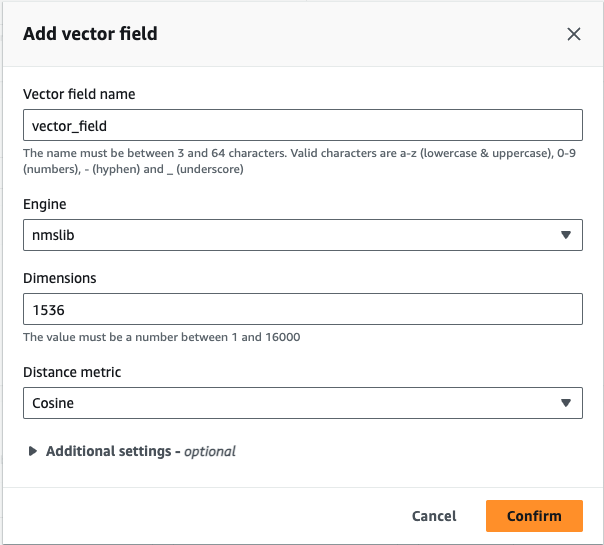 Add vector field
Vector field name
vector_field
The name must be between 3 and 64 characters. Valid characters are a-z (lowercase & uppercase), 0-9
(numbers), - (hyphen) and _ (underscore)
Engine
nmslib
Dimensions
1536
The value must be a number between 1 and 16000
Distance metric
Cosine
Additional settings - optional
Cancel
Confirm